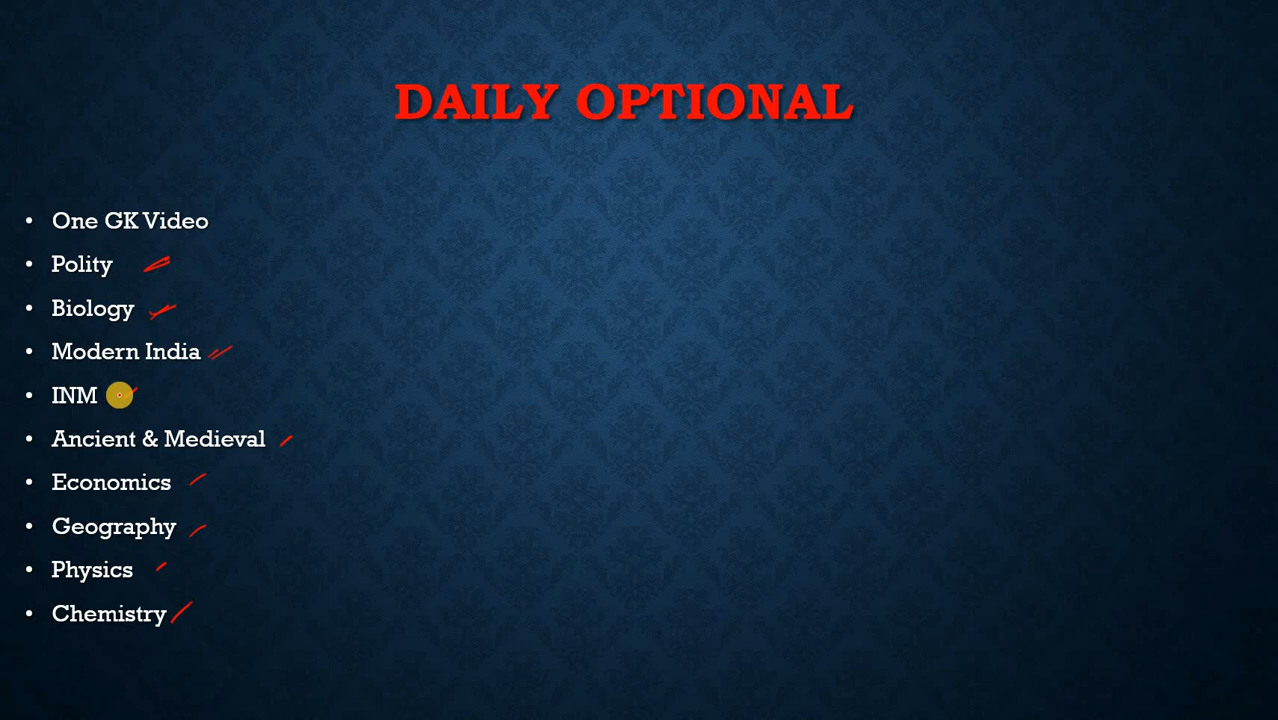 DAILY OPTIONAL
• One GK Video
• Polity
• Biology
• Modern India
• INM
• Ancient & Medieval
• Economics
• Geography
• Physics
• Chemistry